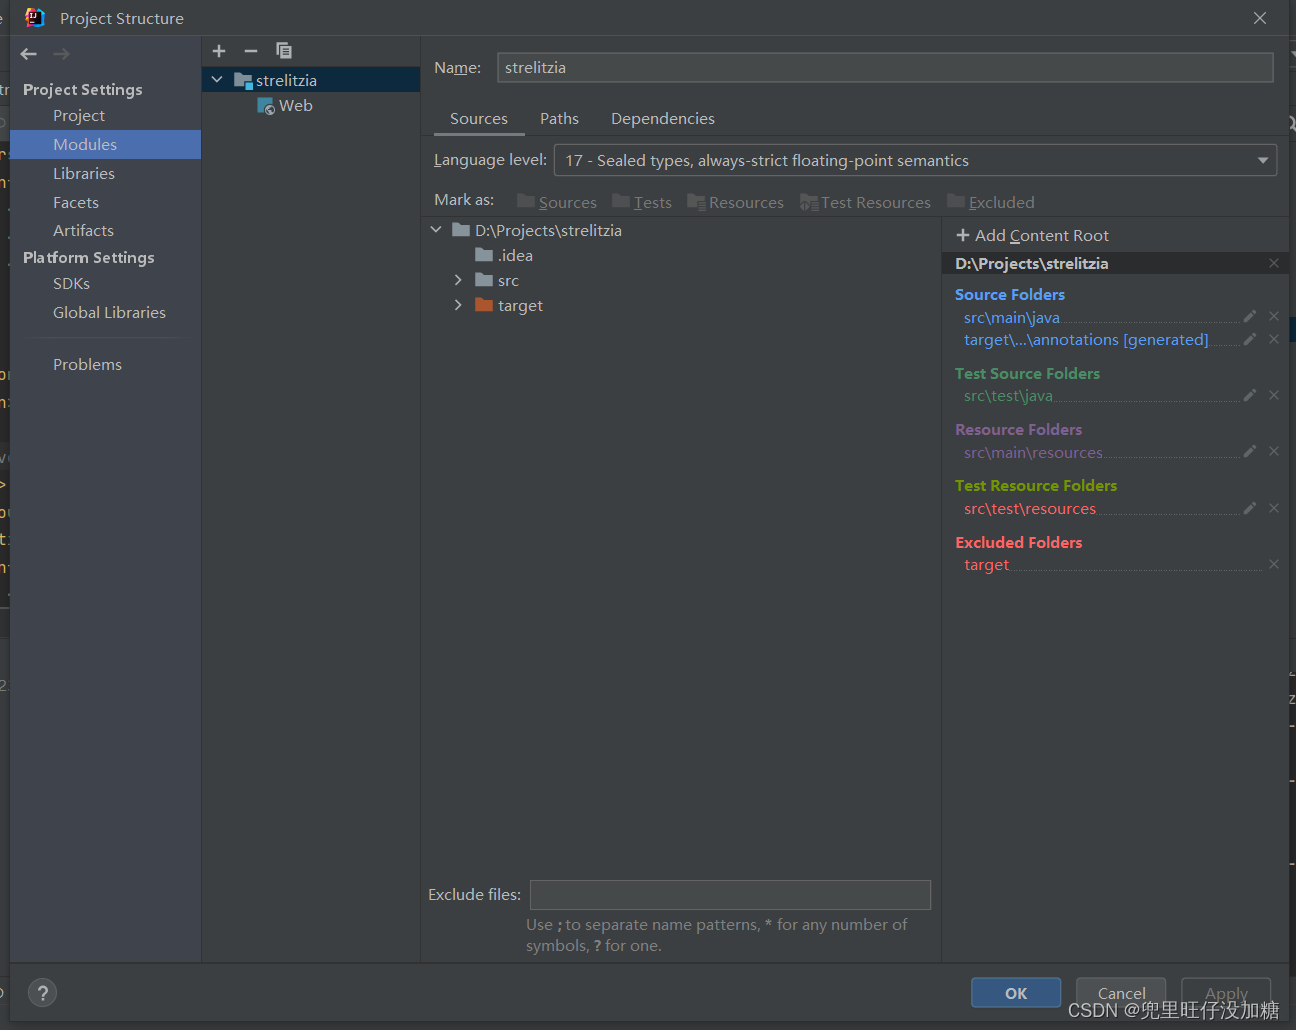 Project Structure
Project Settings
Project
Modules
Libraries
Facets
Artifacts
Platform Settings
SDKs
Global Libraries
Problems
strelitzia
Web
Name: strelitzia
Sources Paths Dependencies
Language level: 17 - Sealed types, always-strict floating-point semantics
Mark as: Sources Tests Resources Test Resources Excluded
D:\Projects\strelitzia
.idea
src
target
+ Add Content Root
D:\Projects\strelitzia
Source Folders
src\main\java
target\...\annotations [generated]
Test Source Folders
src\test\java
Resource Folders
src\main\resources
Test Resource Folders
src\test\resources
Excluded Folders
target
Exclude files:
Use ; to separate name patterns, * for any number of
symbols, ? for one.
?
OK Cancel Apply
CSDN @兜里旺仔没加糖